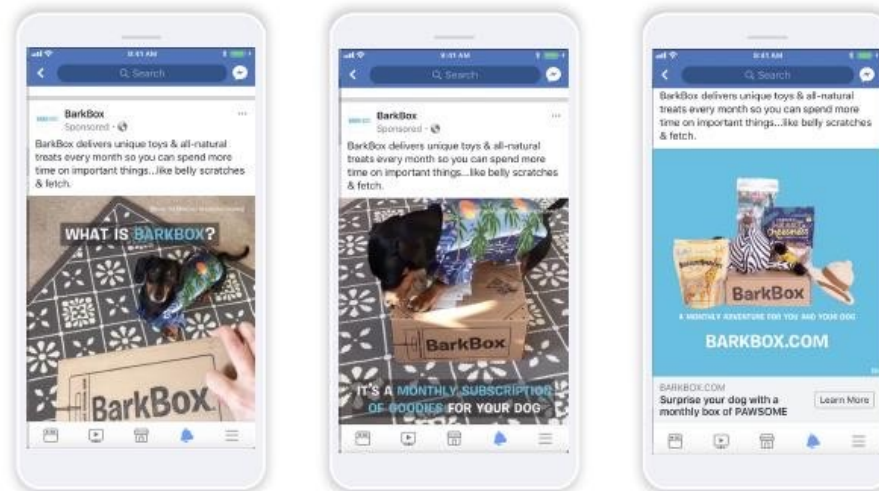 9:41 AM
Search
BarkBox
Sponsored
BarkBox delivers unique toys & all-natural
treats every month so you can spend more
time on important things...like belly scratches
& fetch.
WHAT IS BARKBOX?
BarkBox
9:41 AM
Search
BarkBox
Sponsored
BarkBox delivers unique toys & all-natural
treats every month so you can spend more
time on important things...like belly scratches
& fetch.
BarkBox
IT'S A MONTHLY SUBSCRIPTION
OF GOODIES FOR YOUR DOG
9:41 AM
Search
BarkBox delivers unique toys & all-natural
treats every month so you can spend more
time on important things...like belly scratches
& fetch.
BarkBox
A MONTHLY ADVENTURE FOR YOU AND YOUR DOG
BARKBOX.COM
BARKBOX.COM
Surprise your dog with a
monthly box of PAWSOME
Learn More